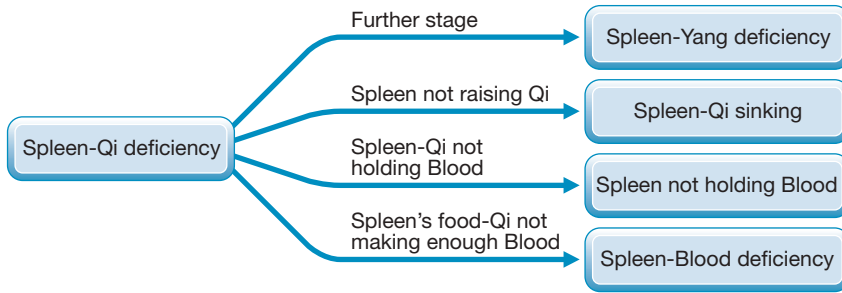 Further stage
Spleen-Yang deficiency
Spleen not raising Qi
Spleen-Qi sinking
Spleen-Qi deficiency
Spleen-Qi not
holding Blood
Spleen not holding Blood
Spleen’s food-Qi not
making enough Blood
Spleen-Blood deficiency